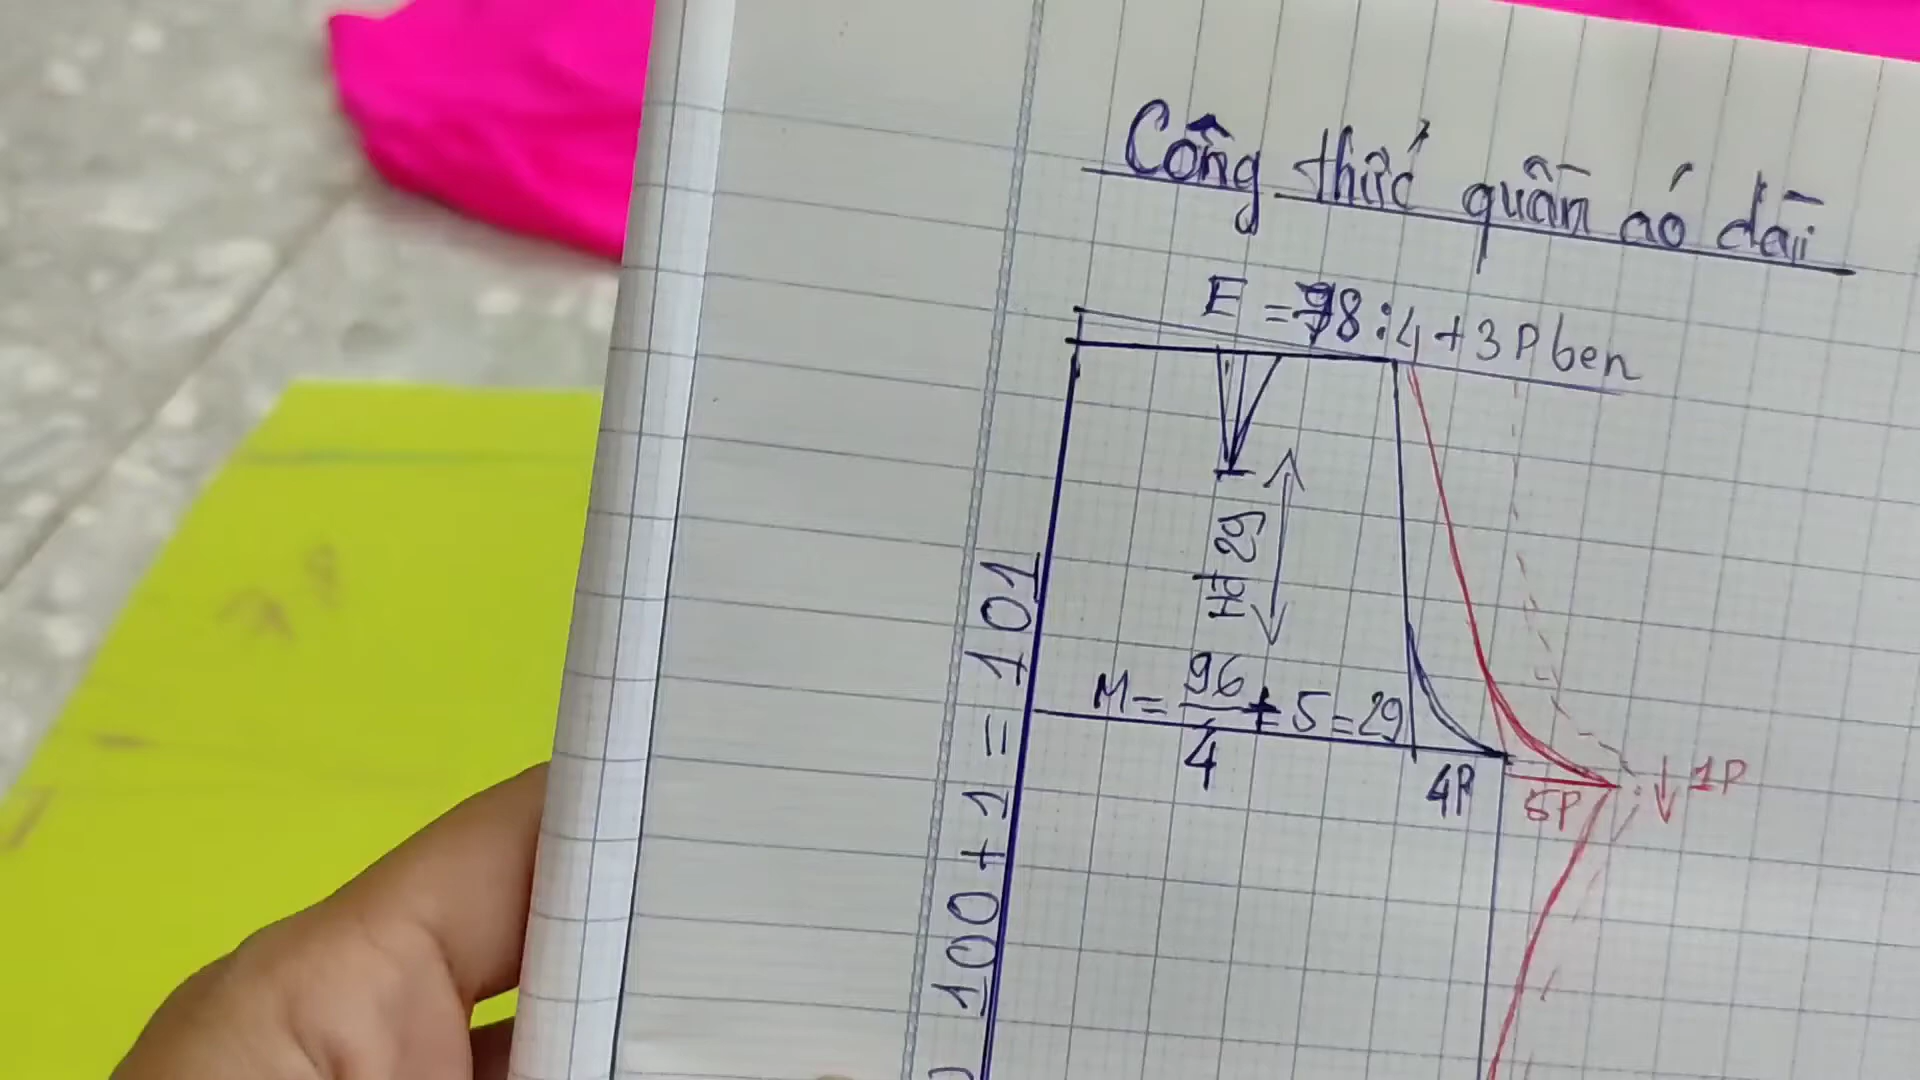 Công thức quần áo dài
E = 78 : 4 + 3P ben
Hđ 29
M = 96/4 + 5 = 29
4P
5P
1P
100 + 1 = 101